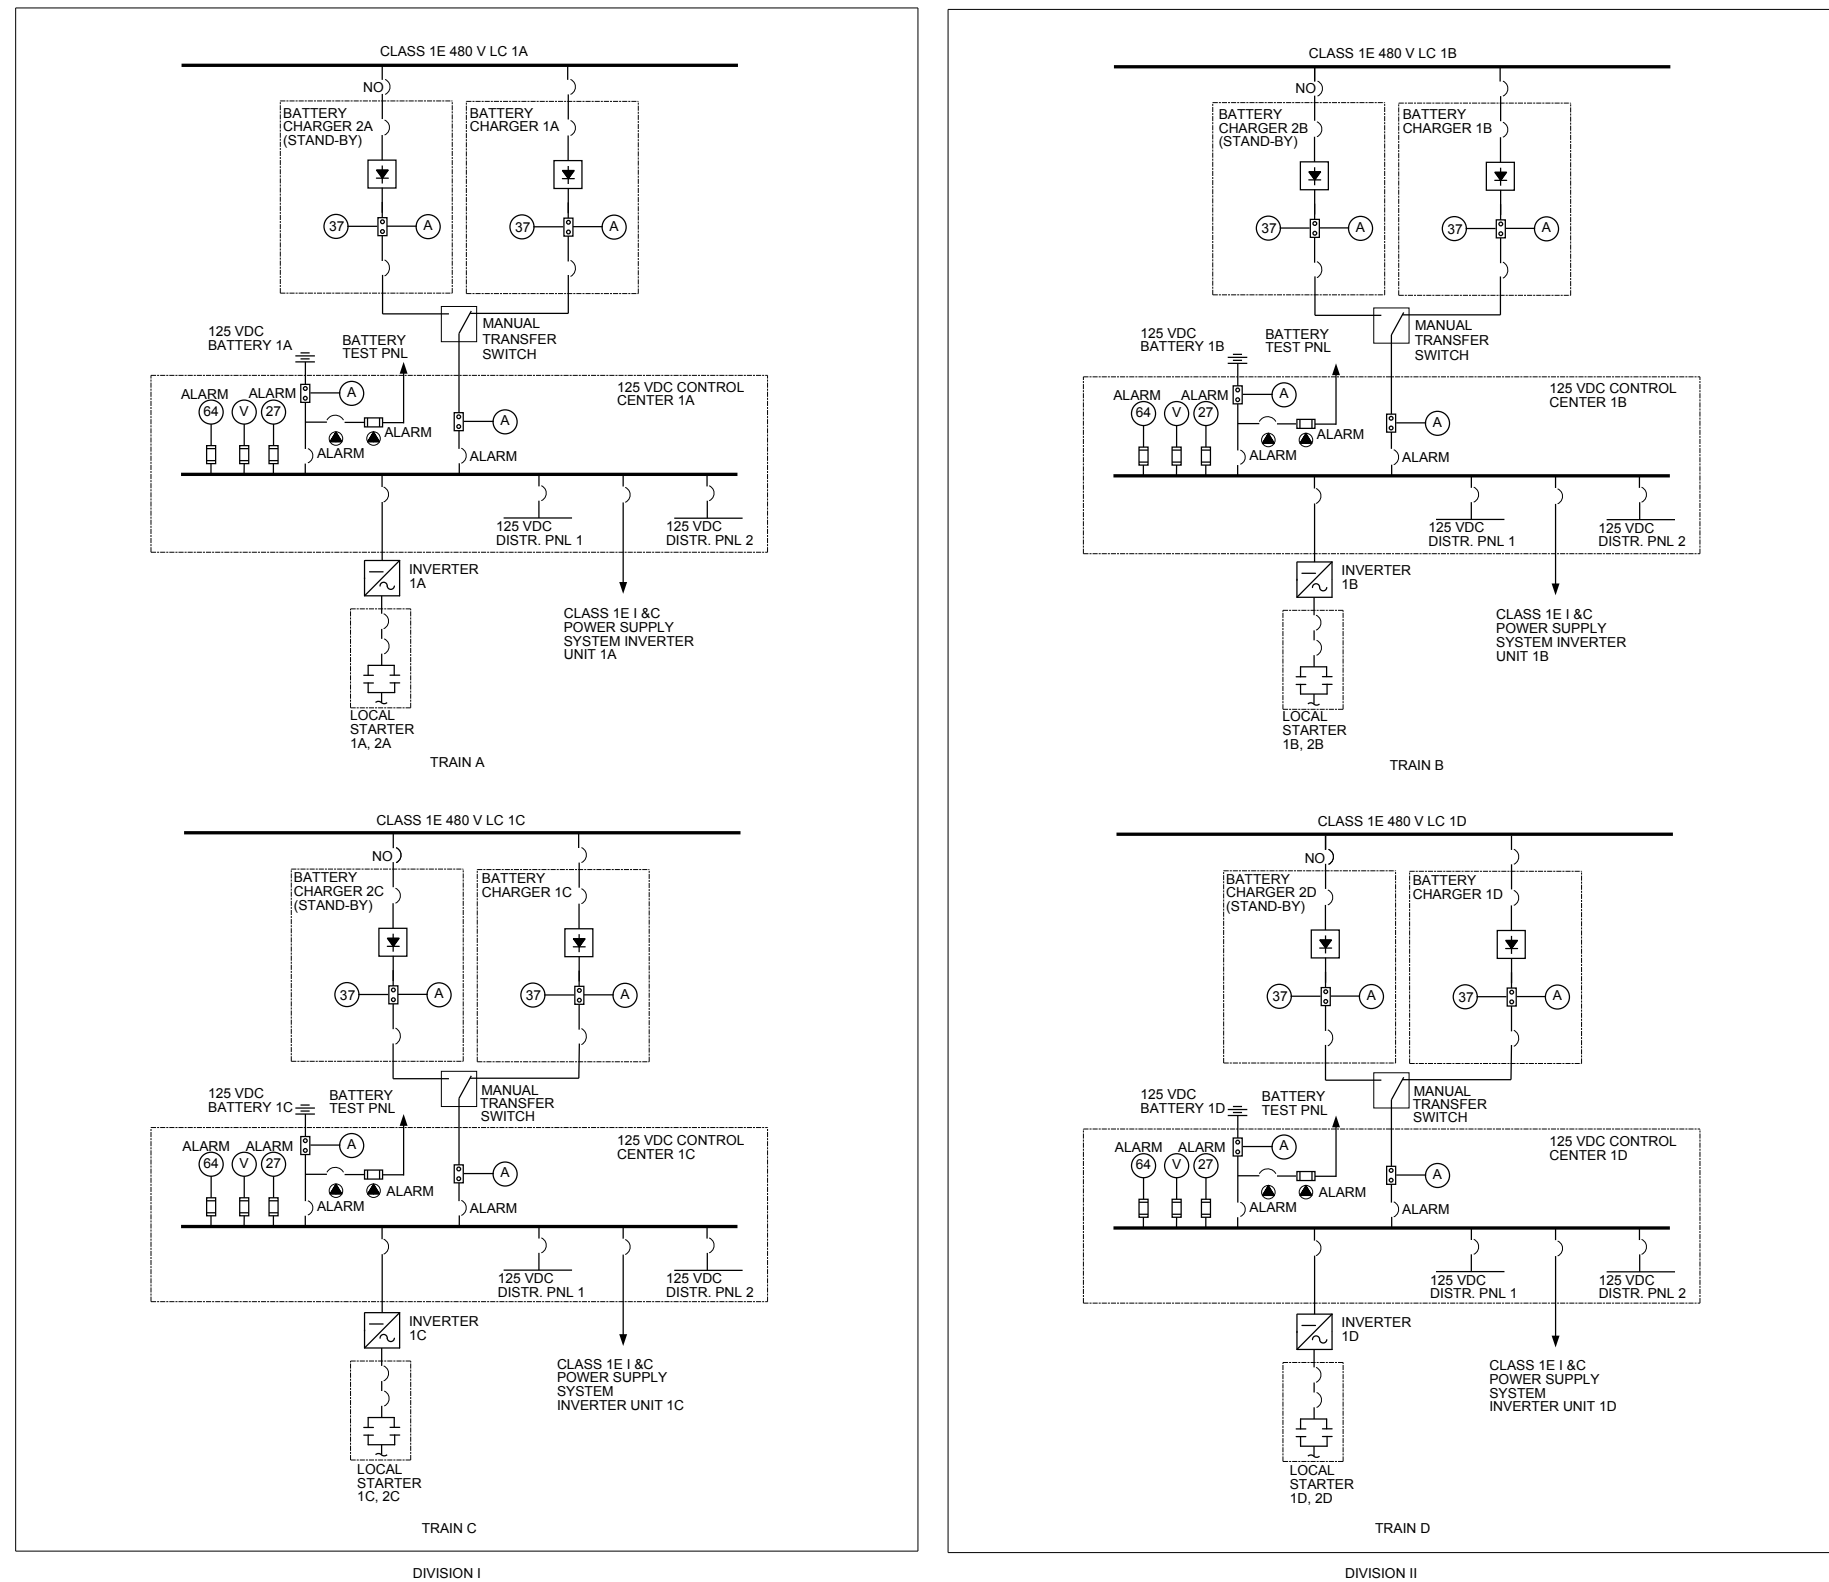 CLASS 1E 480 V LC 1A
NO
BATTERY
CHARGER 2A
(STAND-BY)
BATTERY
CHARGER 1A
37
A
37
A
MANUAL
TRANSFER
SWITCH
125 VDC
BATTERY 1A
BATTERY
TEST PNL
125 VDC CONTROL
CENTER 1A
ALARM
ALARM
A
64
V
27
A
ALARM
ALARM
ALARM
125 VDC
DISTR. PNL 1
125 VDC
DISTR. PNL 2
INVERTER
1A
CLASS 1E I &C
POWER SUPPLY
SYSTEM INVERTER
UNIT 1A
LOCAL
STARTER
1A, 2A
TRAIN A
CLASS 1E 480 V LC 1C
NO
BATTERY
CHARGER 2C
(STAND-BY)
BATTERY
CHARGER 1C
37
A
37
A
MANUAL
TRANSFER
SWITCH
125 VDC
BATTERY 1C
BATTERY
TEST PNL
125 VDC CONTROL
CENTER 1C
ALARM
ALARM
A
64
V
27
A
ALARM
ALARM
ALARM
125 VDC
DISTR. PNL 1
125 VDC
DISTR. PNL 2
INVERTER
1C
CLASS 1E I &C
POWER SUPPLY
SYSTEM
INVERTER UNIT 1C
LOCAL
STARTER
1C, 2C
TRAIN C
DIVISION I
CLASS 1E 480 V LC 1B
NO
BATTERY
CHARGER 2B
(STAND-BY)
BATTERY
CHARGER 1B
37
A
37
A
MANUAL
TRANSFER
SWITCH
125 VDC
BATTERY 1B
BATTERY
TEST PNL
125 VDC CONTROL
CENTER 1B
ALARM
ALARM
A
64
V
27
A
ALARM
ALARM
ALARM
125 VDC
DISTR. PNL 1
125 VDC
DISTR. PNL 2
INVERTER
1B
CLASS 1E I &C
POWER SUPPLY
SYSTEM INVERTER
UNIT 1B
LOCAL
STARTER
1B, 2B
TRAIN B
CLASS 1E 480 V LC 1D
NO
BATTERY
CHARGER 2D
(STAND-BY)
BATTERY
CHARGER 1D
37
A
37
A
MANUAL
TRANSFER
SWITCH
125 VDC
BATTERY 1D
BATTERY
TEST PNL
125 VDC CONTROL
CENTER 1D
ALARM
ALARM
A
64
V
27
A
ALARM
ALARM
ALARM
125 VDC
DISTR. PNL 1
125 VDC
DISTR. PNL 2
INVERTER
1D
CLASS 1E I &C
POWER SUPPLY
SYSTEM
INVERTER UNIT 1D
LOCAL
STARTER
1D, 2D
TRAIN D
DIVISION II